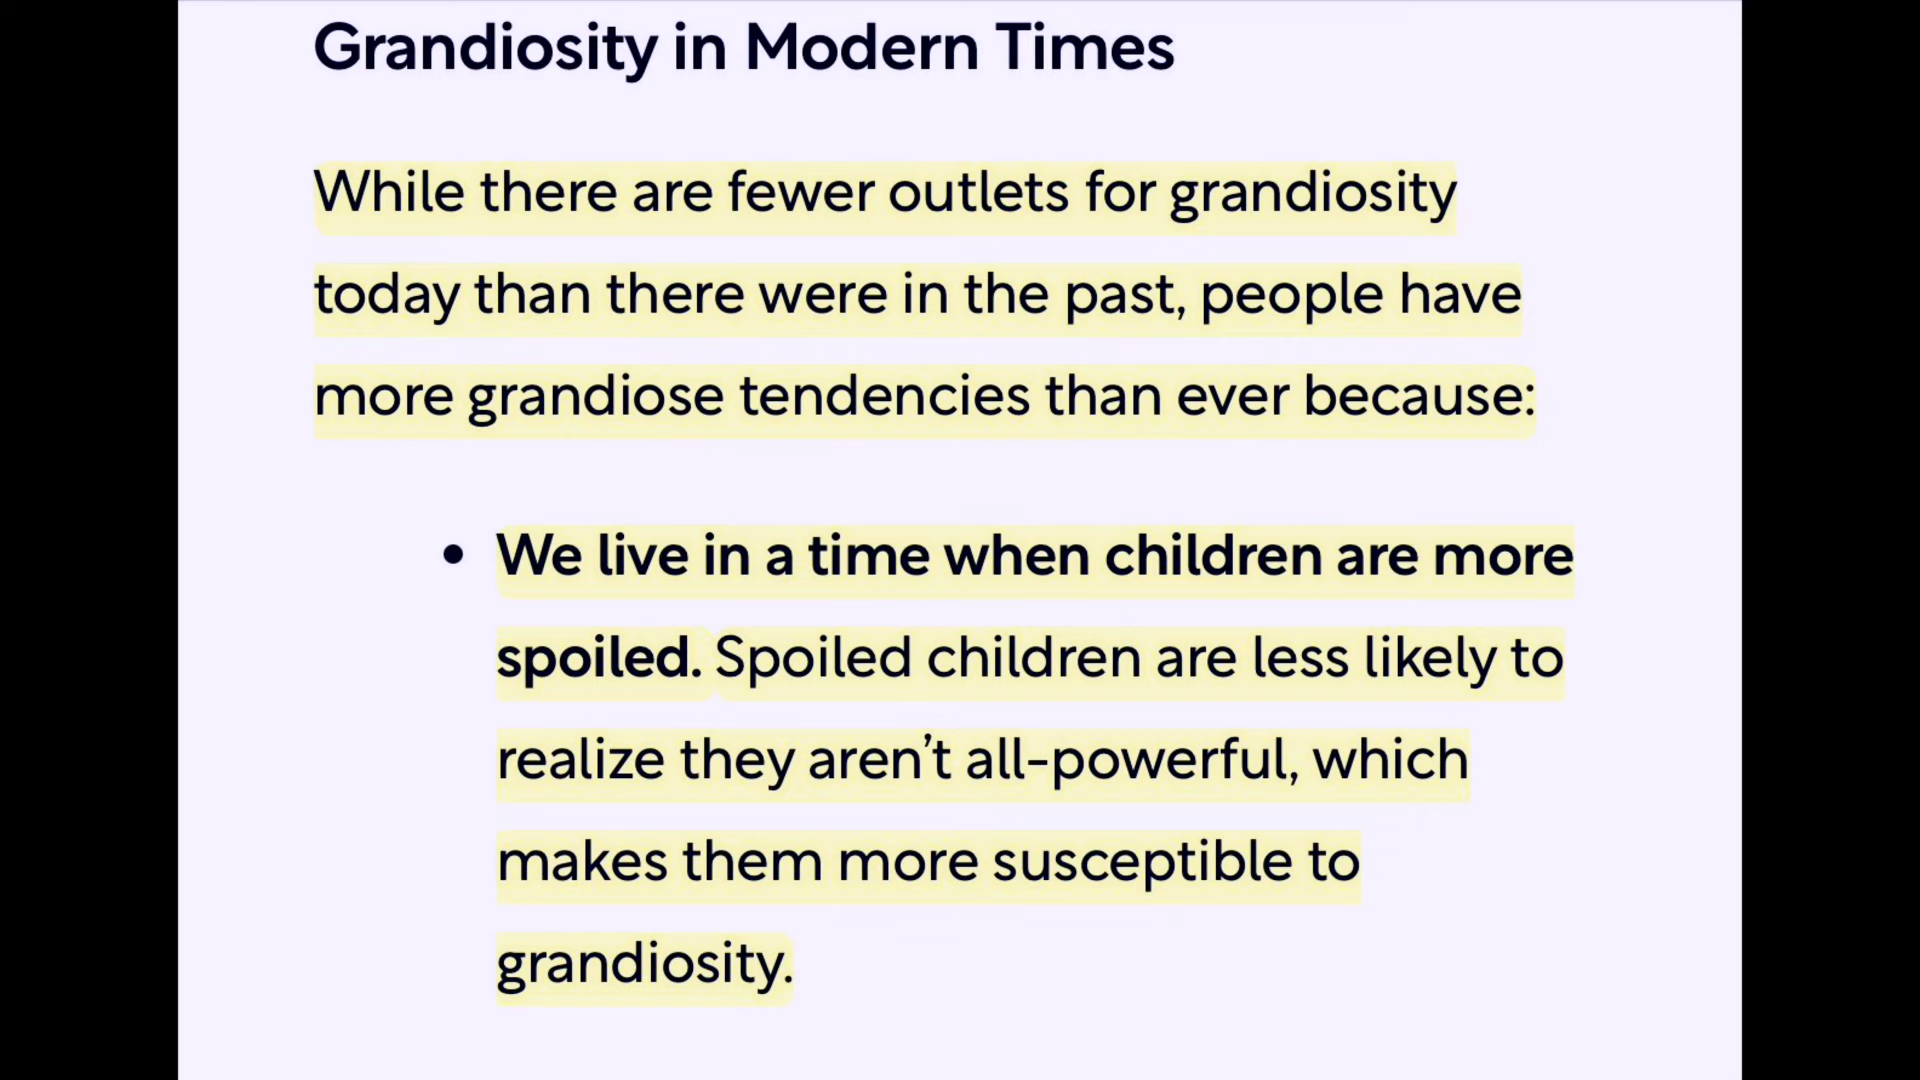 Grandiosity in Modern Times
While there are fewer outlets for grandiosity
today than there were in the past, people have
more grandiose tendencies than ever because:
• We live in a time when children are more
spoiled. Spoiled children are less likely to
realize they aren’t all-powerful, which
makes them more susceptible to
grandiosity.